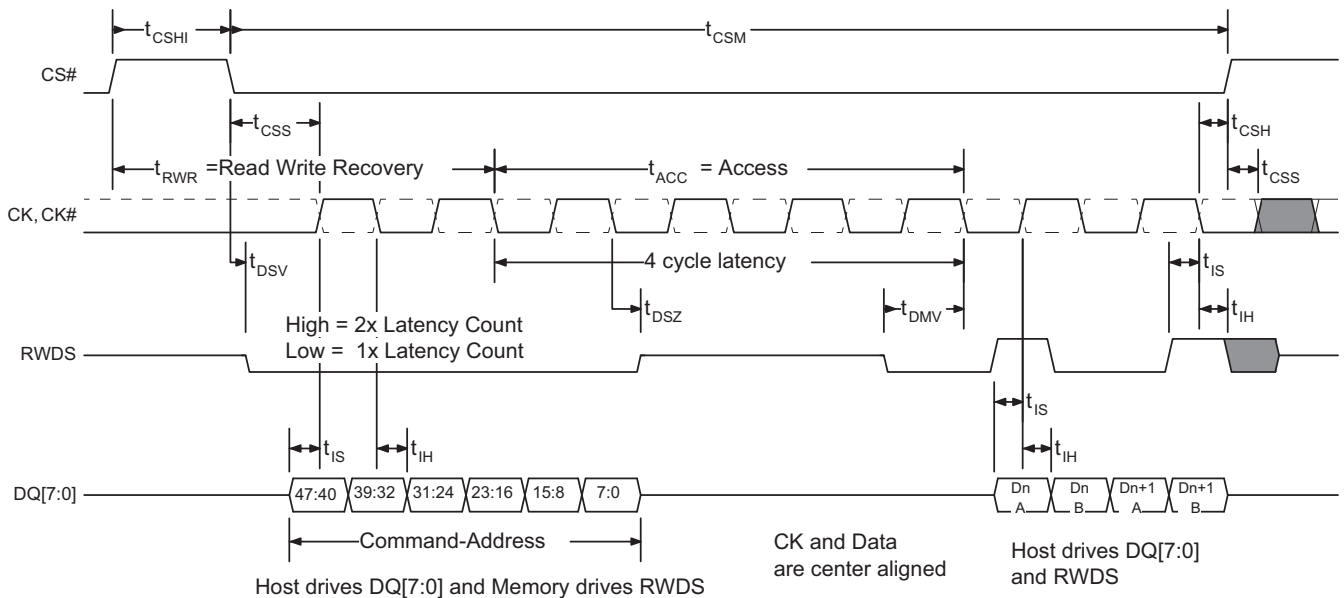 tCSHI
tCSM
CS#
tCSS
tCSH
tRWR =Read Write Recovery
tACC = Access
tCSS
CK, CK#
tDSV
4 cycle latency
tIS
tDSZ
tDMV
tIH
High = 2x Latency Count
Low = 1x Latency Count
RWDS
tIS
tIS
tIH
tIH
DQ[7:0]
47:40 39:32 31:24 23:16 15:8 7:0
Dn A Dn B Dn+1 A Dn+1 B
Command-Address
CK and Data
are center aligned
Host drives DQ[7:0]
and RWDS
Host drives DQ[7:0] and Memory drives RWDS